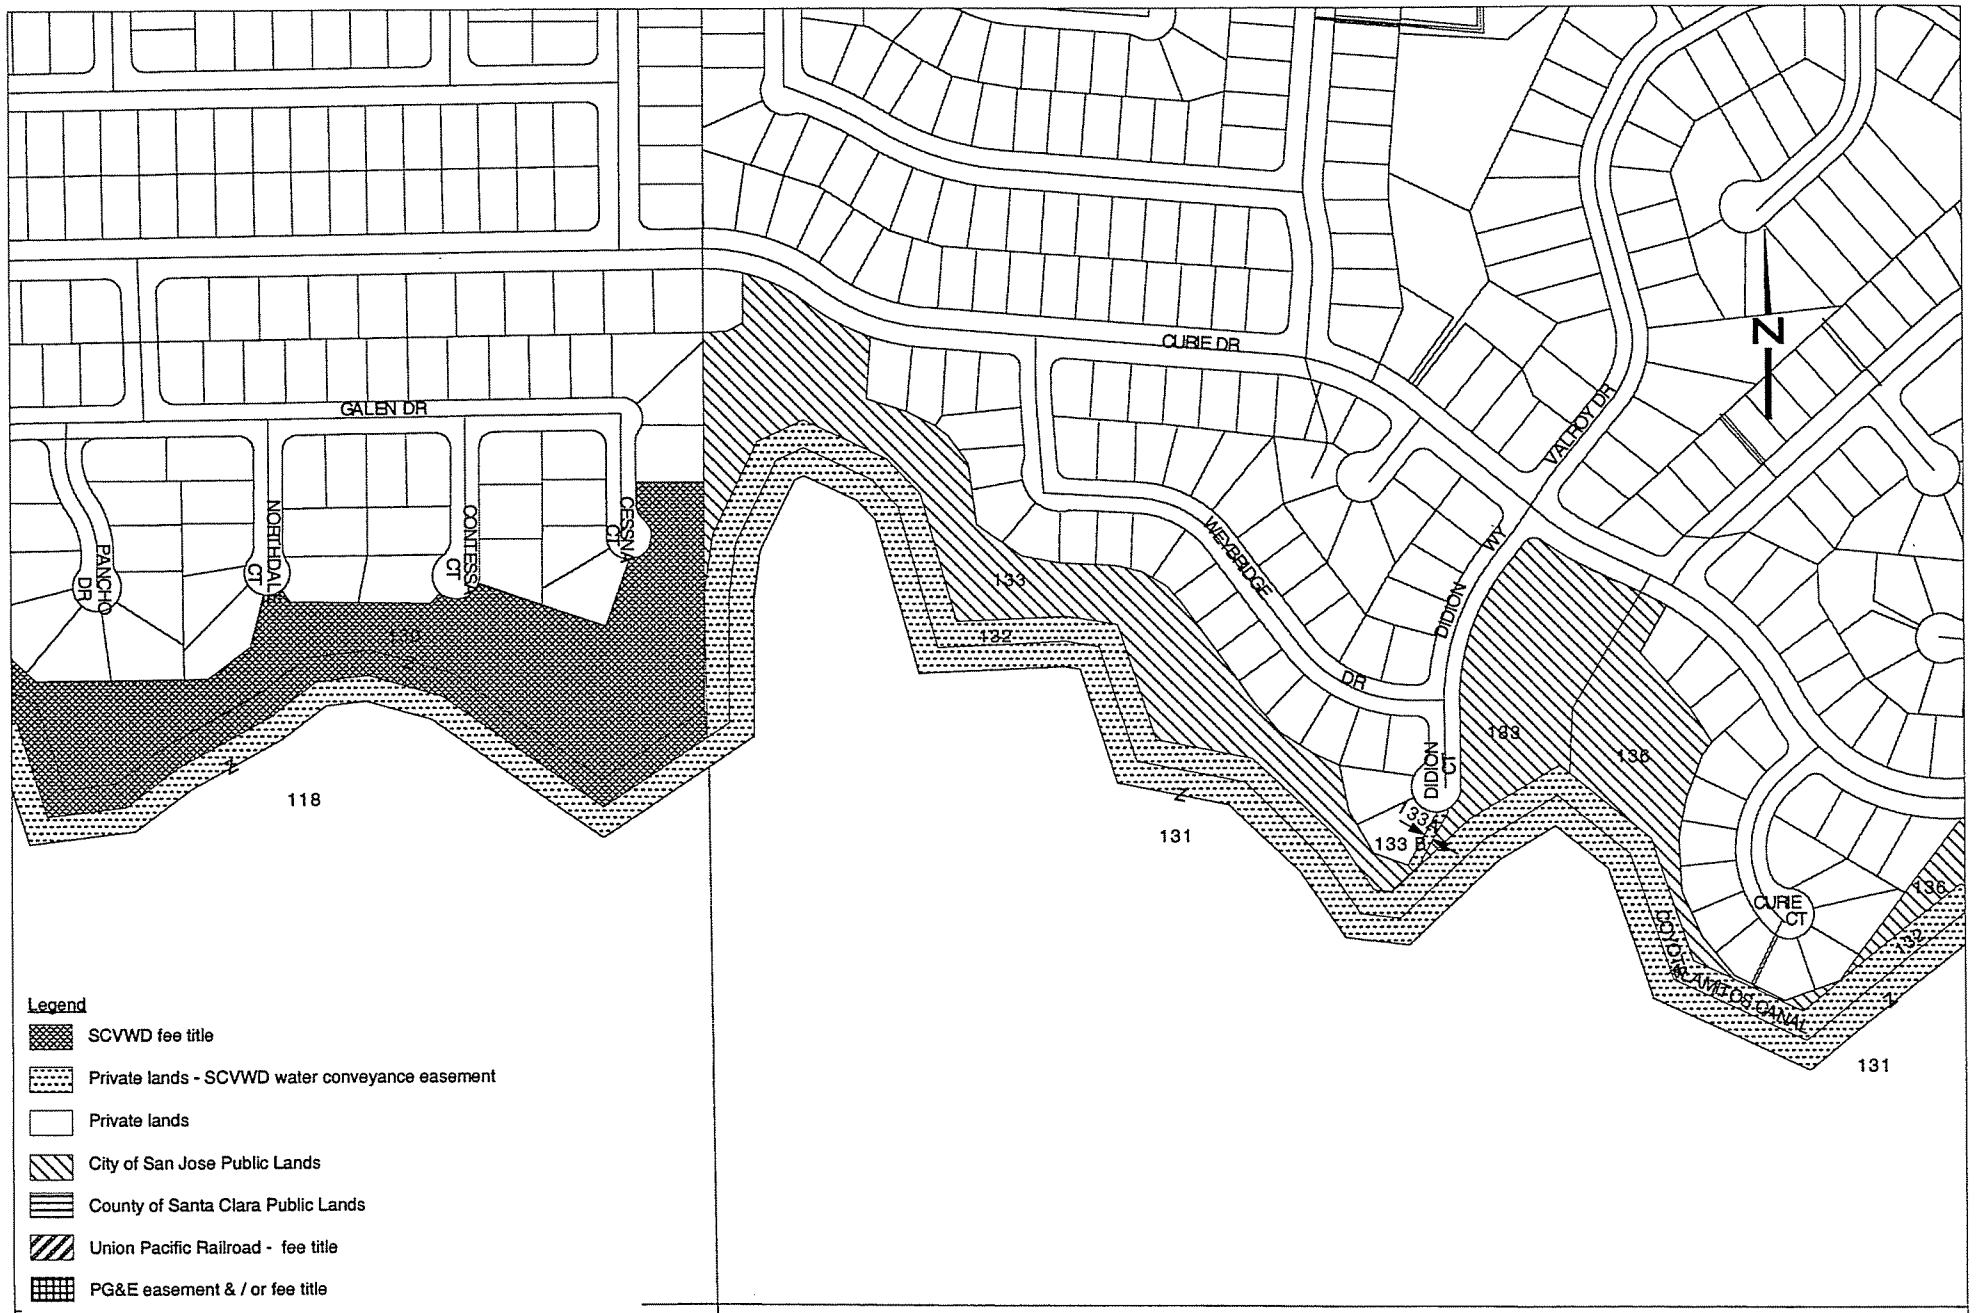 N
CURIE DR
GALEN DR
VALROY DR
NORTHDALE
CT
CONTESSA
CT
CESSNA
CT
PANCHO
DR
WEYBRIDGE
DR
DIDION WY
133
132
130
133
136
DIDION
CT
118
131
133A
133 B
CURIE
CT
136
132
COYOTE ALAMITOS CANAL
131
Legend
SCVWD fee title
Private lands - SCVWD water conveyance easement
Private lands
City of San Jose Public Lands
County of Santa Clara Public Lands
Union Pacific Railroad - fee title
PG&E easement & / or fee title